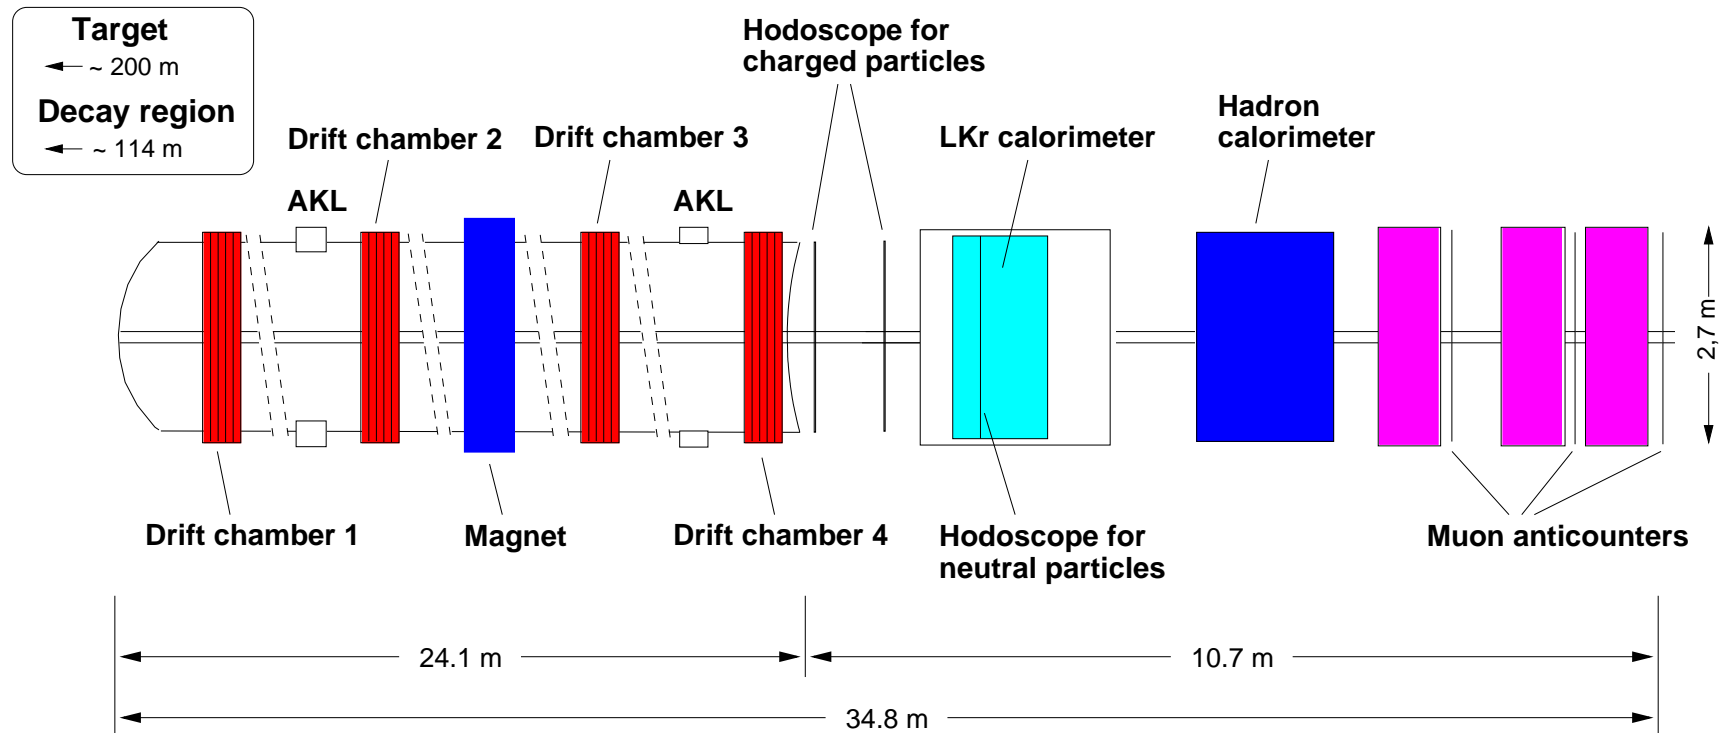 Target
~ 200 m
Decay region
~ 114 m
Hodoscope for
charged particles
Drift chamber 2
Drift chamber 3
LKr calorimeter
Hadron
calorimeter
AKL
AKL
2,7 m
Drift chamber 1
Magnet
Drift chamber 4
Hodoscope for
neutral particles
Muon anticounters
24.1 m
10.7 m
34.8 m